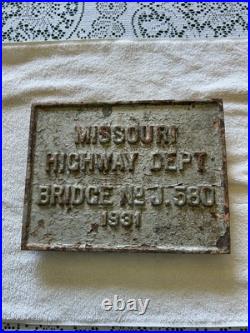 MISSOURI
HIGHWAY DEPT
BRIDGE No J. 580
1931